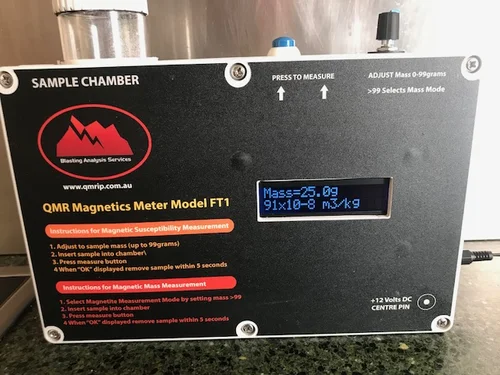 SAMPLE CHAMBER
PRESS TO MEASURE
ADJUST Mass 0-99grams
>99 Selects Mass Mode
Blasting Analysis Services
www.qmrip.com.au
QMR Magnetics Meter Model FT1
Mass=25.0g
91x10-8 m3/kg
Instructions for Magnetic Susceptibility Measurement
1. Adjust to sample mass (up to 99grams)
2. Insert sample into chamber\
3. Press measure button
4 When "OK" displayed remove sample within 5 seconds
Instructions for Magnetic Mass Measurement
1. Select Magnetite Measurement Mode by setting mass >99
2. Insert sample into chamber
3. Press measure button
4 When "OK" displayed remove sample within 5 seconds
+12 Volts DC
CENTRE PIN